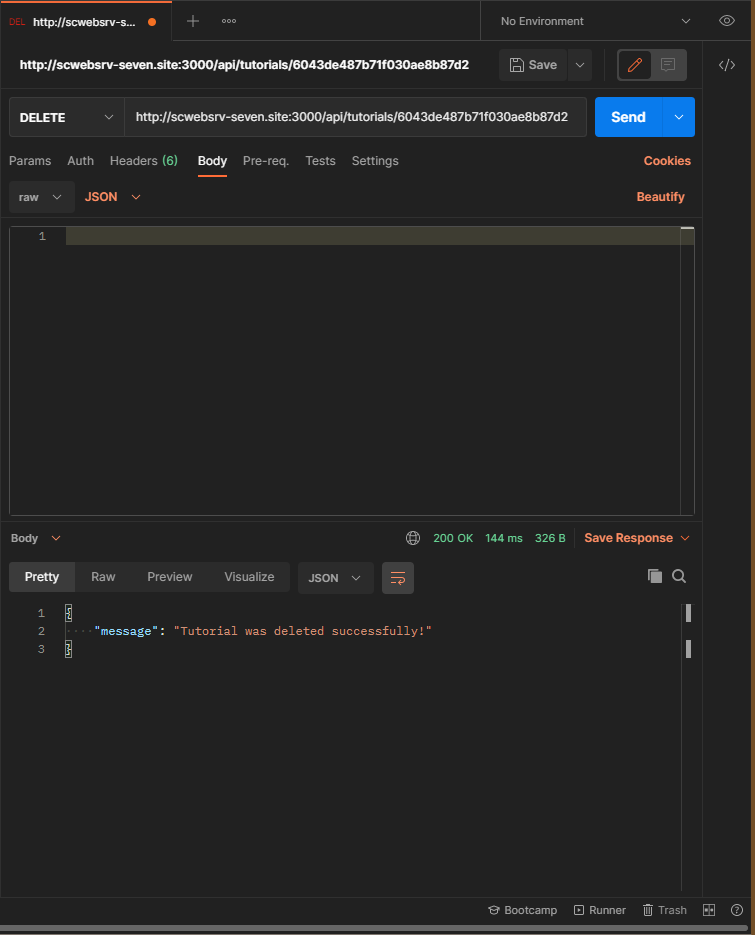 DEL http://scwebsrv-s... No Environment
http://scwebsrv-seven.site:3000/api/tutorials/6043de487b71f030ae8b87d2 Save
DELETE http://scwebsrv-seven.site:3000/api/tutorials/6043de487b71f030ae8b87d2 Send
Params Auth Headers (6) Body Pre-req. Tests Settings Cookies
raw JSON Beautify
1
Body 200 OK 144 ms 326 B Save Response
Pretty Raw Preview Visualize JSON
1 {
2 "message": "Tutorial was deleted successfully!"
3 }
Bootcamp Runner Trash